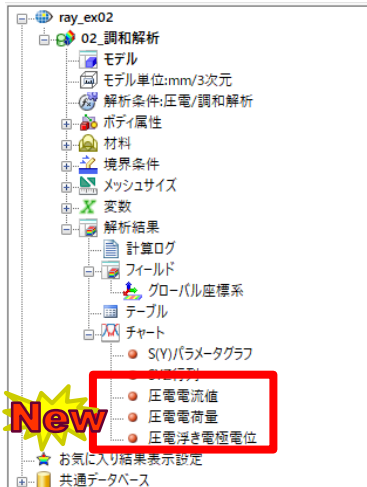 ray_ex02
02_調和解析
モデル
モデル単位:mm/3次元
解析条件:圧電/調和解析
ボディ属性
材料
境界条件
メッシュサイズ
変数
解析結果
計算ログ
フィールド
グローバル座標系
テーブル
チャート
S(Y)パラメータグラフ
圧電電流値
New
圧電電荷量
圧電浮き電極電位
お気に入り結果表示設定
共通データベース